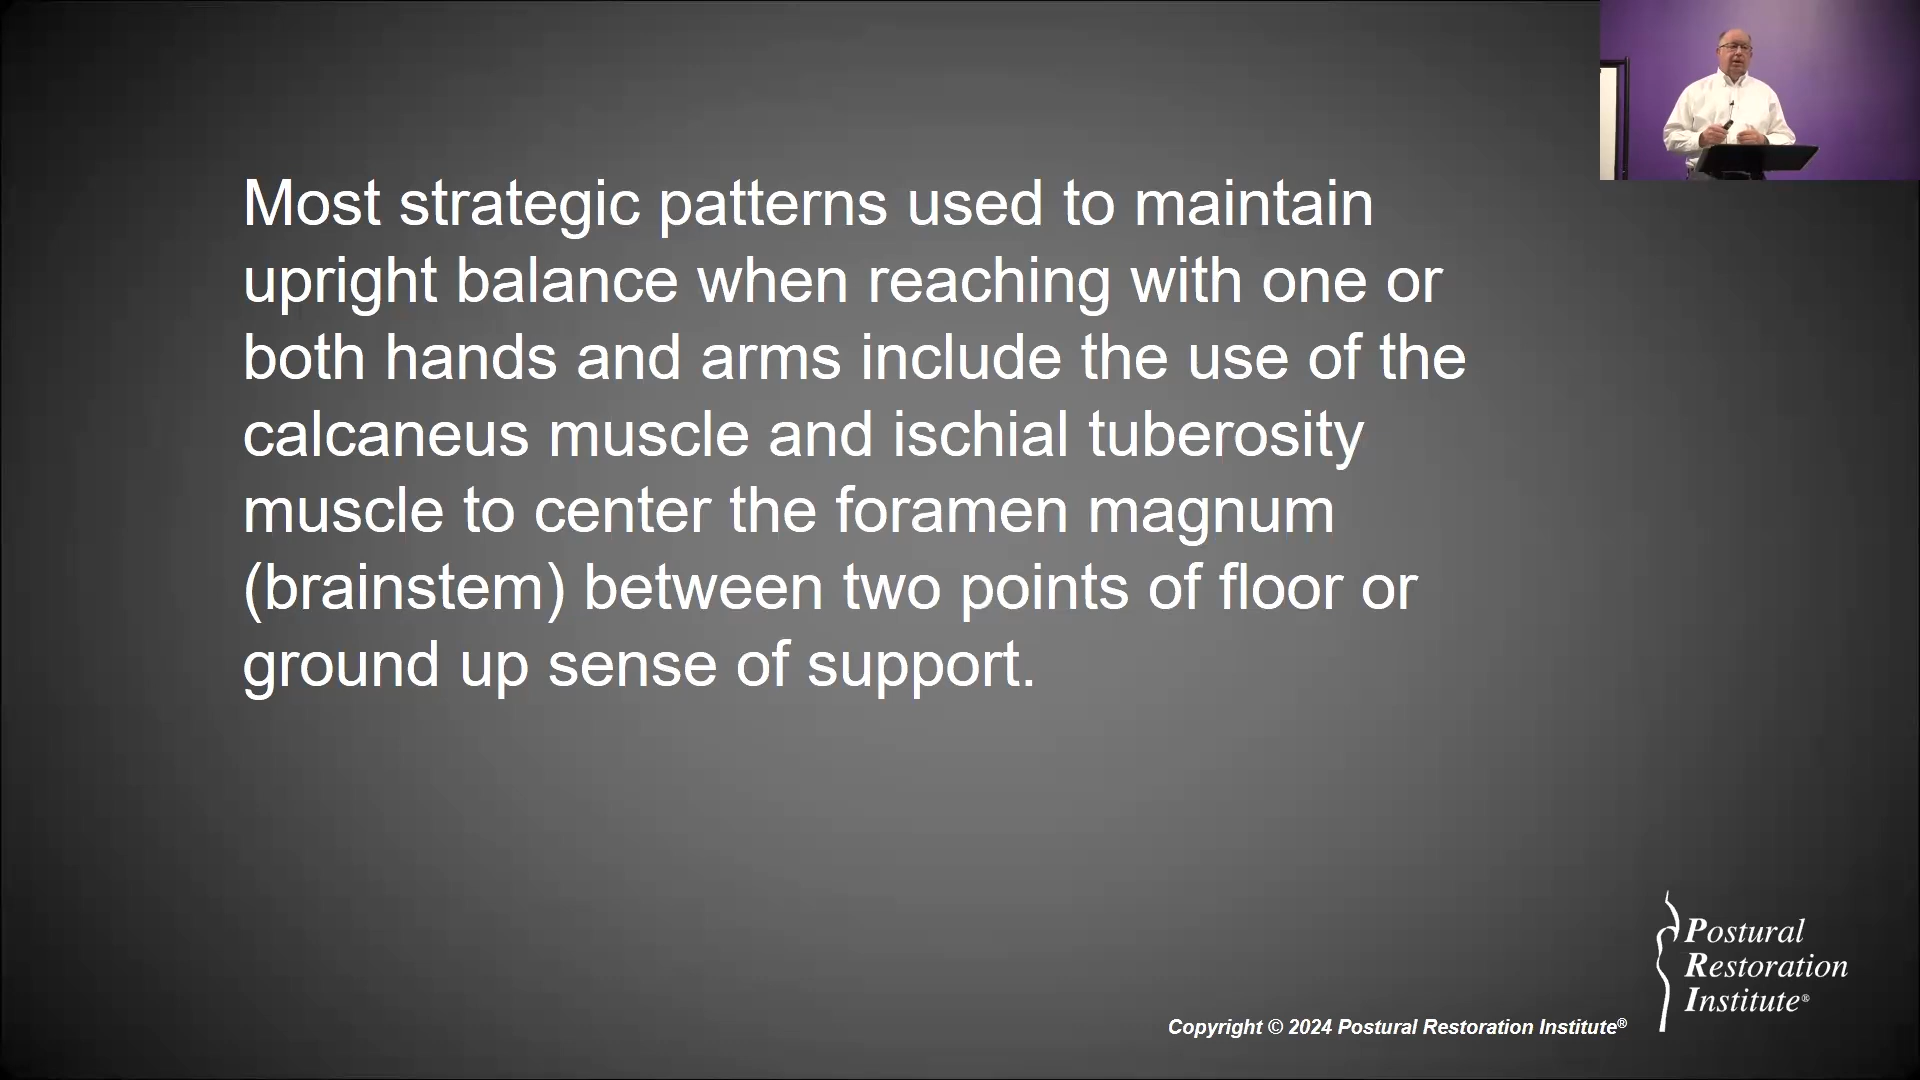 Most strategic patterns used to maintain
upright balance when reaching with one or
both hands and arms include the use of the
calcaneus muscle and ischial tuberosity
muscle to center the foramen magnum
(brainstem) between two points of floor or
ground up sense of support.
Postural
Restoration
Institute®
Copyright © 2024 Postural Restoration Institute®